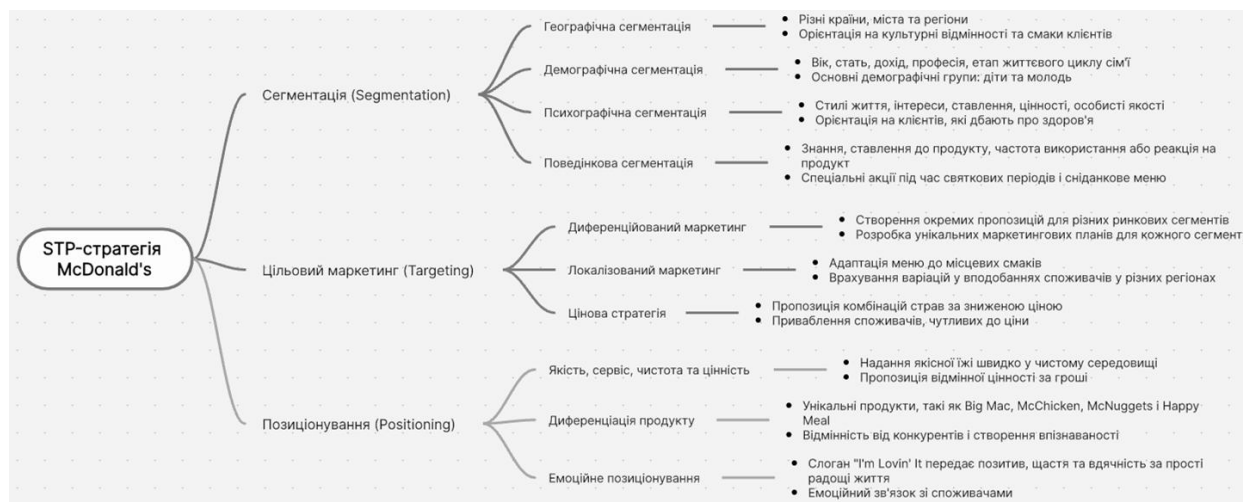 STP-стратегія
McDonald's
Сегментація (Segmentation)
Географічна сегментація
Різні країни, міста та регіони
Орієнтація на культурні відмінності та смаки клієнтів
Демографічна сегментація
Вік, стать, дохід, професія, етап життєвого циклу сім'ї
Основні демографічні групи: діти та молодь
Психографічна сегментація
Стилі життя, інтереси, ставлення, цінності, особисті якості
Орієнтація на клієнтів, які дбають про здоров'я
Поведінкова сегментація
Знання, ставлення до продукту, частота використання або реакція на
продукт
Спеціальні акції під час святкових періодів і сніданкове меню
Цільовий маркетинг (Targeting)
Диференційований маркетинг
Створення окремих пропозицій для різних ринкових сегментів
Розробка унікальних маркетингових планів для кожного сегмент
Локалізований маркетинг
Адаптація меню до місцевих смаків
Врахування варіацій у вподобаннях споживачів у різних регіонах
Цінова стратегія
Пропозиція комбінацій страв за зниженою ціною
Приваблення споживачів, чутливих до ціни
Позиціонування (Positioning)
Якість, сервіс, чистота та цінність
Надання якісної їжі швидко у чистому середовищі
Пропозиція відмінної цінності за гроші
Диференціація продукту
Унікальні продукти, такі як Big Mac, McChicken, McNuggets і Happy
Meal
Відмінність від конкурентів і створення впізнаваності
Емоційне позиціонування
Слоган "I'm Lovin' It передає позитив, щастя та вдячність за прості
радощі життя
Емоційний зв'язок зі споживачами